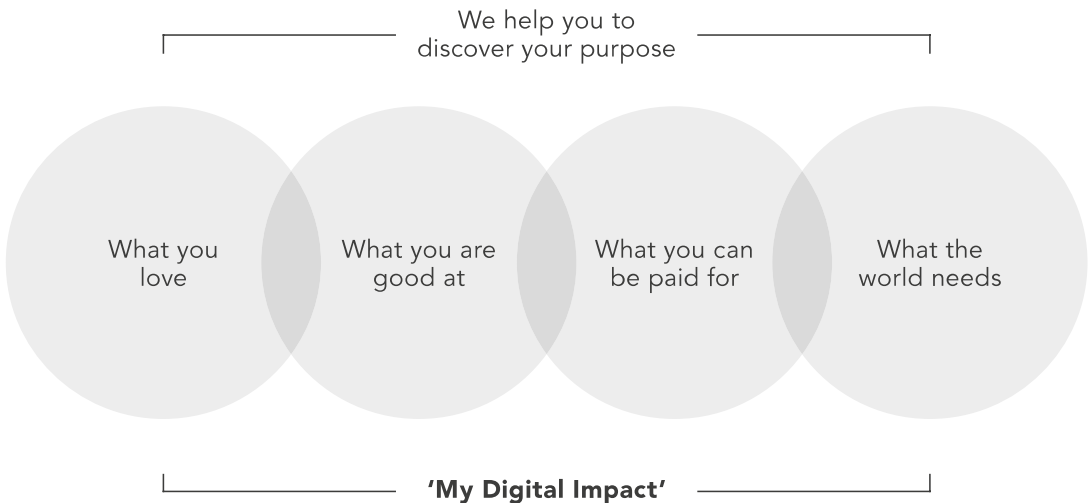 We help you to
discover your purpose
What you
love
What you are
good at
What you can
be paid for
What the
world needs
‘My Digital Impact’